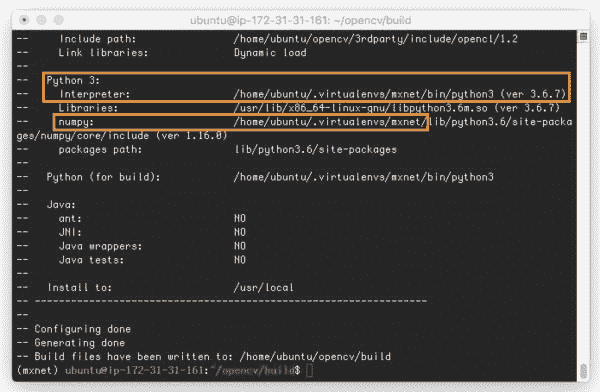 ubuntu@ip-172-31-31-161: ~/opencv/build
--     Include path:                /home/ubuntu/opencv/3rdparty/include/opencl/1.2
--     Link libraries:              Dynamic load
--
--   Python 3:
--     Interpreter:                 /home/ubuntu/.virtualenvs/mxnet/bin/python3 (ver 3.6.7)
--     Libraries:                   /usr/lib/x86_64-linux-gnu/libpython3.6m.so (ver 3.6.7)
--     numpy:                       /home/ubuntu/.virtualenvs/mxnet/lib/python3.6/site-packa
ges/numpy/core/include (ver 1.16.0)
--     packages path:               lib/python3.6/site-packages
--
--   Python (for build):            /home/ubuntu/.virtualenvs/mxnet/bin/python3
--
--   Java:
--     ant:                         NO
--     JNI:                         NO
--     Java wrappers:               NO
--     Java tests:                  NO
--
--   Install to:                    /usr/local
-- -----------------------------------------------------------------
--
-- Configuring done
-- Generating done
-- Build files have been written to: /home/ubuntu/opencv/build
(mxnet) ubuntu@ip-172-31-31-161:~/opencv/build$